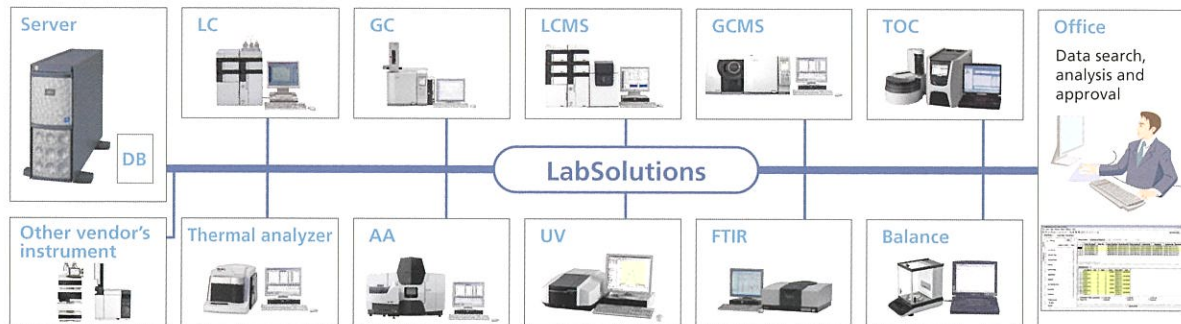 Server
LC
GC
LCMS
GCMS
TOC
Office
Data search,
analysis and
approval
DB
LabSolutions
Other vendor's
instrument
Thermal analyzer
AA
UV
FTIR
Balance